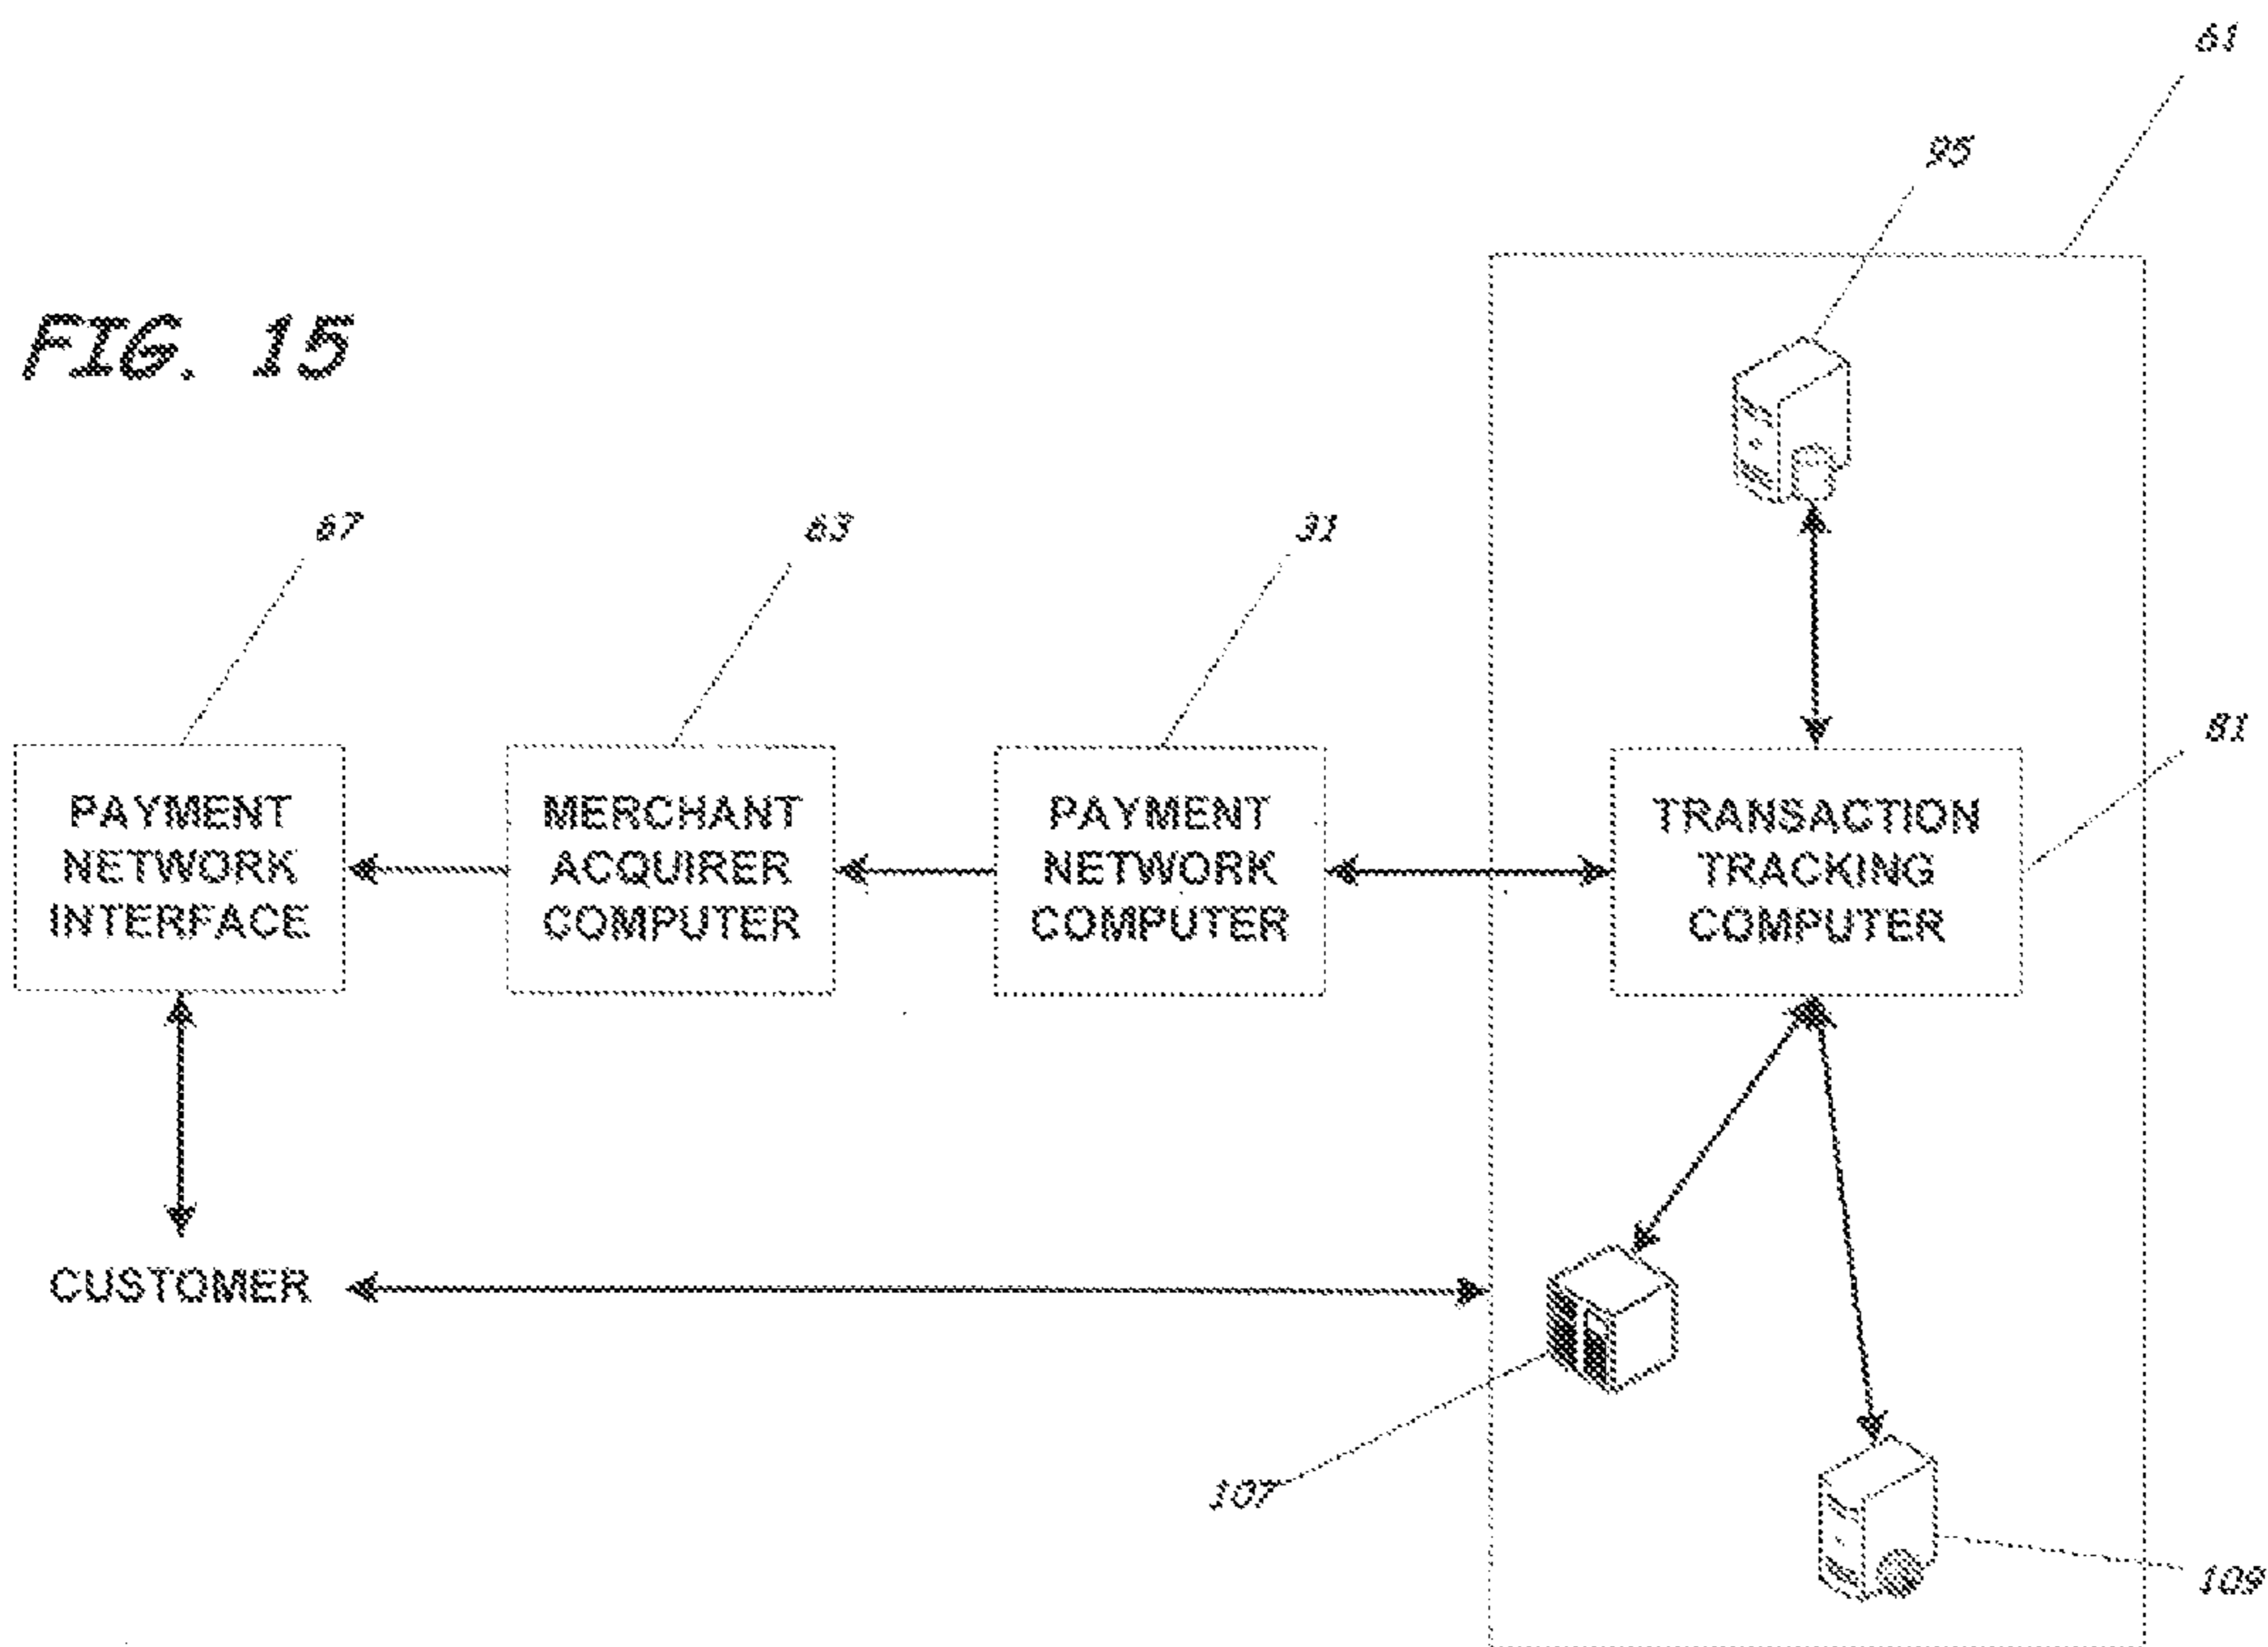 61
95
FIG. 15
67
63
31
81
PAYMENT
NETWORK
INTERFACE
MERCHANT
ACQUIRER
COMPUTER
PAYMENT
NETWORK
COMPUTER
TRANSACTION
TRACKING
COMPUTER
CUSTOMER
107
109